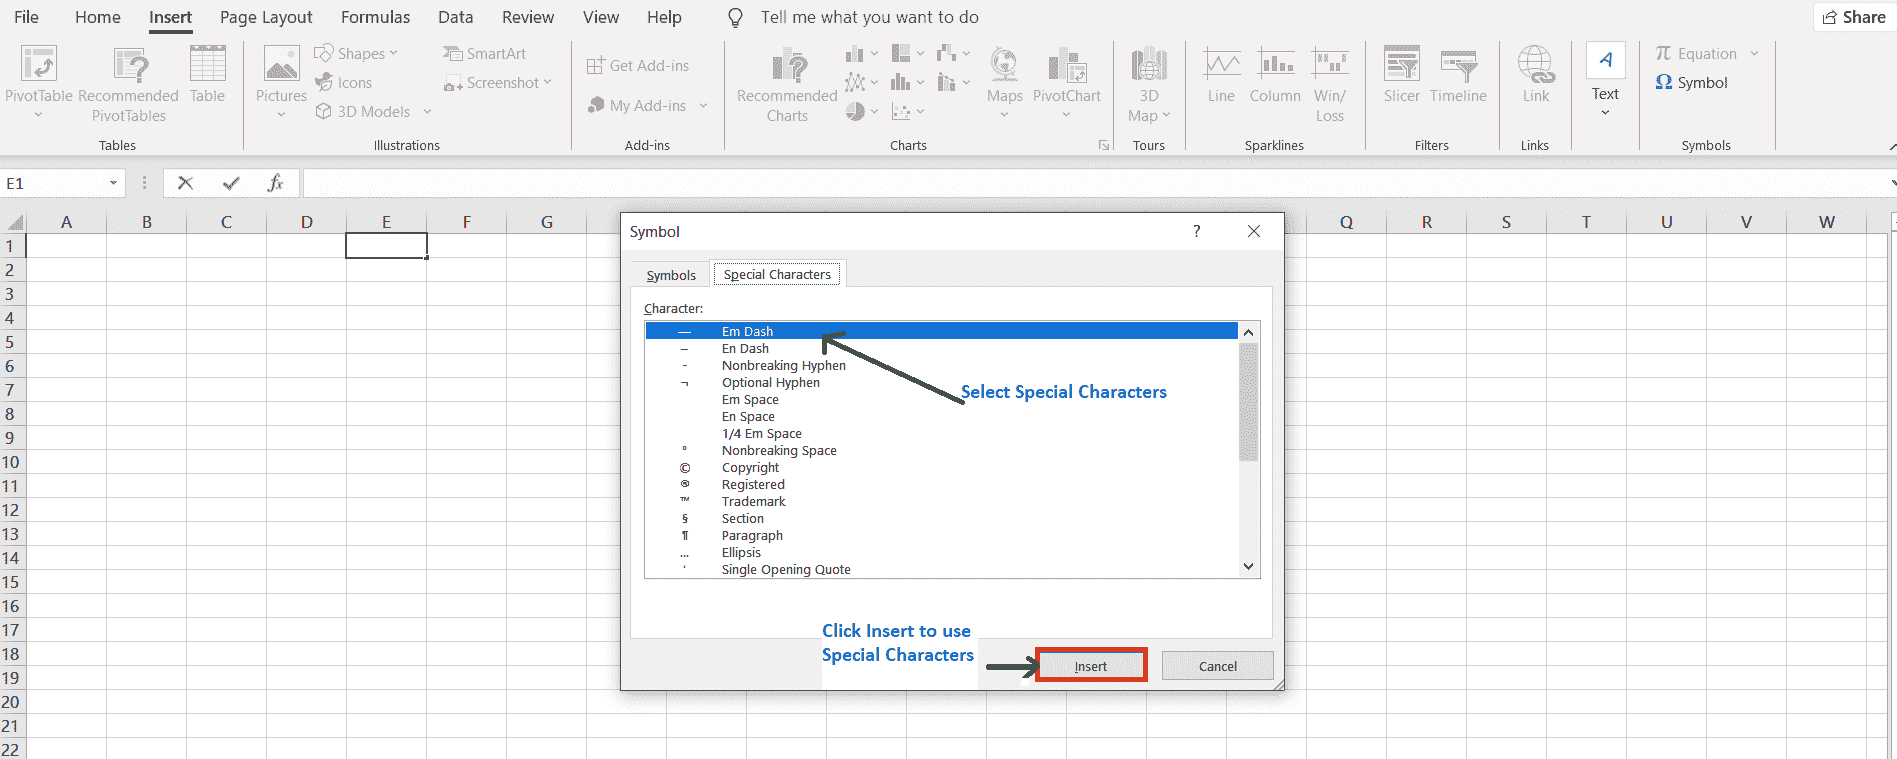 File Home Insert Page Layout Formulas Data Review View Help Tell me what you want to do Share
PivotTable
Recommended
PivotTables
Table
Tables
Pictures
Shapes
Icons
3D Models
SmartArt
Screenshot
Illustrations
Get Add-ins
My Add-ins
Add-ins
Recommended
Charts
Maps
PivotChart
Charts
3D
Map
Tours
Line
Column
Win/
Loss
Sparklines
Slicer
Timeline
Filters
Link
Links
A
Text
π Equation
Ω Symbol
Symbols
E1 fx
A B C D E F G Q R S T U V W
1
2
3
4
5
6
7
8
9
10
11
12
13
14
15
16
17
18
19
20
21
22
Symbol ?
Symbols Special Characters
Character:
— Em Dash
– En Dash
- Nonbreaking Hyphen
¬ Optional Hyphen
Em Space
En Space
1/4 Em Space
° Nonbreaking Space
© Copyright
® Registered
™ Trademark
§ Section
¶ Paragraph
… Ellipsis
‘ Single Opening Quote
Select Special Characters
Click Insert to use
Special Characters
Insert Cancel